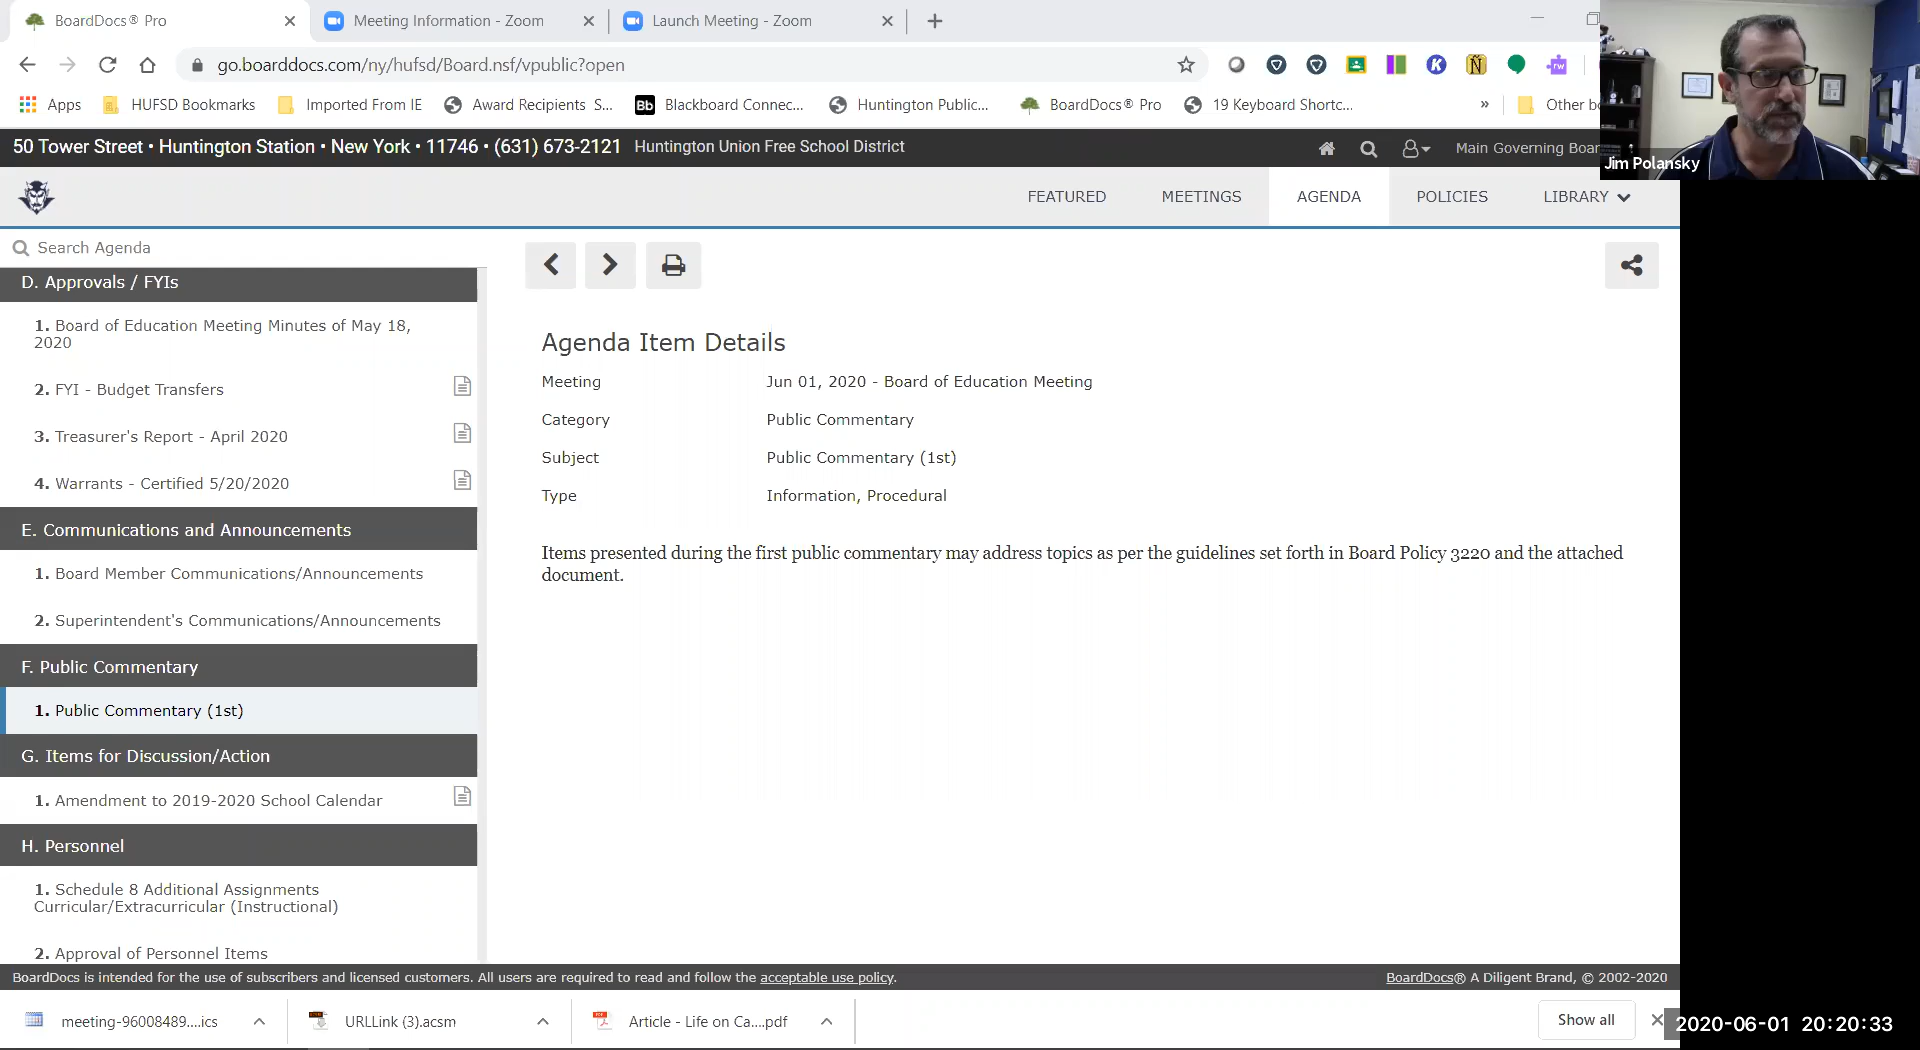 BoardDocs® Pro
Meeting Information - Zoom
Launch Meeting - Zoom
go.boarddocs.com/ny/hufsd/Board.nsf/vpublic?open
Apps
HUFSD Bookmarks
Imported From IE
Award Recipients S...
Bb Blackboard Connec...
Huntington Public...
BoardDocs® Pro
19 Keyboard Shortc...
»
Other bo
50 Tower Street • Huntington Station • New York • 11746 • (631) 673-2121 Huntington Union Free School District
Main Governing Boar
Jim Polansky
FEATURED
MEETINGS
AGENDA
POLICIES
LIBRARY
Search Agenda
D. Approvals / FYIs
1. Board of Education Meeting Minutes of May 18,
2020
2. FYI - Budget Transfers
3. Treasurer's Report - April 2020
4. Warrants - Certified 5/20/2020
E. Communications and Announcements
1. Board Member Communications/Announcements
2. Superintendent's Communications/Announcements
F. Public Commentary
1. Public Commentary (1st)
G. Items for Discussion/Action
1. Amendment to 2019-2020 School Calendar
H. Personnel
1. Schedule 8 Additional Assignments
Curricular/Extracurricular (Instructional)
2. Approval of Personnel Items
Agenda Item Details
Meeting Jun 01, 2020 - Board of Education Meeting
Category Public Commentary
Subject Public Commentary (1st)
Type Information, Procedural
Items presented during the first public commentary may address topics as per the guidelines set forth in Board Policy 3220 and the attached
document.
BoardDocs is intended for the use of subscribers and licensed customers. All users are required to read and follow the acceptable use policy.
BoardDocs® A Diligent Brand, © 2002-2020
meeting-96008489....ics
URLLink (3).acsm
Article - Life on Ca....pdf
Show all
2020-06-01 20:20:33